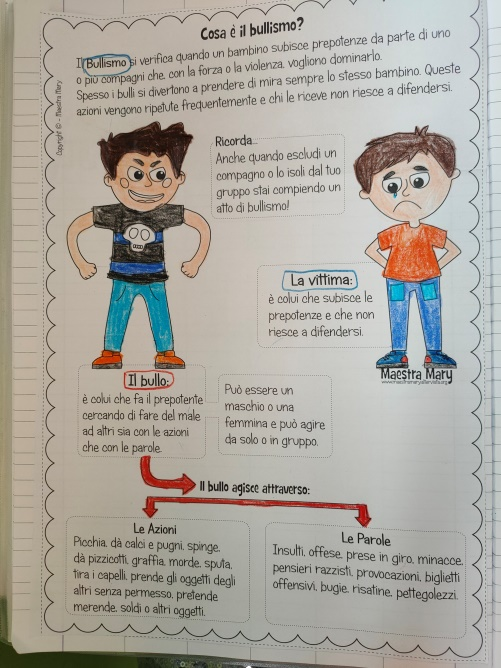 Cosa è il bullismo?
Il Bullismo si verifica quando un bambino subisce prepotenze da parte di uno
o più compagni che, con la forza o la violenza, vogliono dominarlo.
Spesso i bulli si divertono a prendere di mira sempre lo stesso bambino. Queste
azioni vengono ripetute frequentemente e chi le riceve non riesce a difendersi.
Copyright © - Maestra Mary
Ricorda...
Anche quando escludi un
compagno o lo isoli dal tuo
gruppo stai compiendo un
atto di bullismo!
La vittima:
è colui che subisce le
prepotenze e che non
riesce a difendersi.
Maestra Mary
Il bullo:
è colui che fa il prepotente
cercando di fare del male
ad altri sia con le azioni
che con le parole.
Può essere un
maschio o una
femmina e può agire
da solo o in gruppo.
Il bullo agisce attraverso:
Le Azioni
Picchia, dà calci e pugni, spinge,
dà pizzicotti, graffia, morde, sputa,
tira i capelli, prende gli oggetti degli
altri senza permesso, pretende
merende, soldi o altri oggetti.
Le Parole
Insulti, offese, prese in giro, minacce,
pensieri razzisti, provocazioni, biglietti
offensivi, bugie, risatine, pettegolezzi.